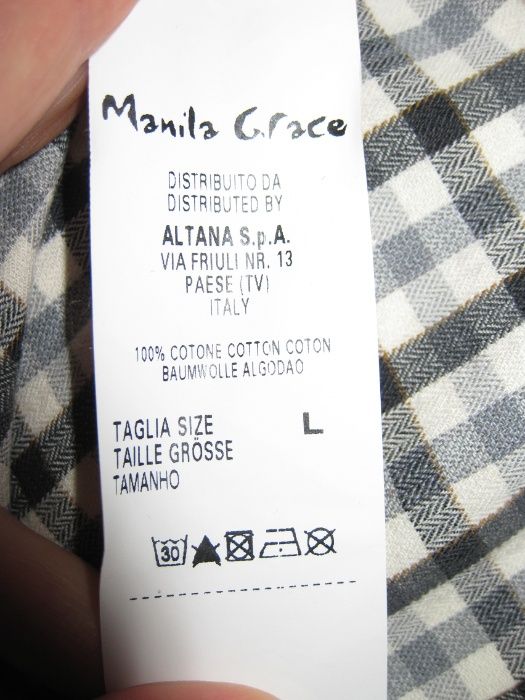 Manila Grace
DISTRIBUITO DA
DISTRIBUTED BY
ALTANA S.p.A.
VIA FRIULI NR. 13
PAESE (TV)
ITALY
100% COTONE COTTON COTON
BAUMWOLLE ALGODAO
TAGLIA SIZE L
TAILLE GRÖSSE
TAMANHO
30